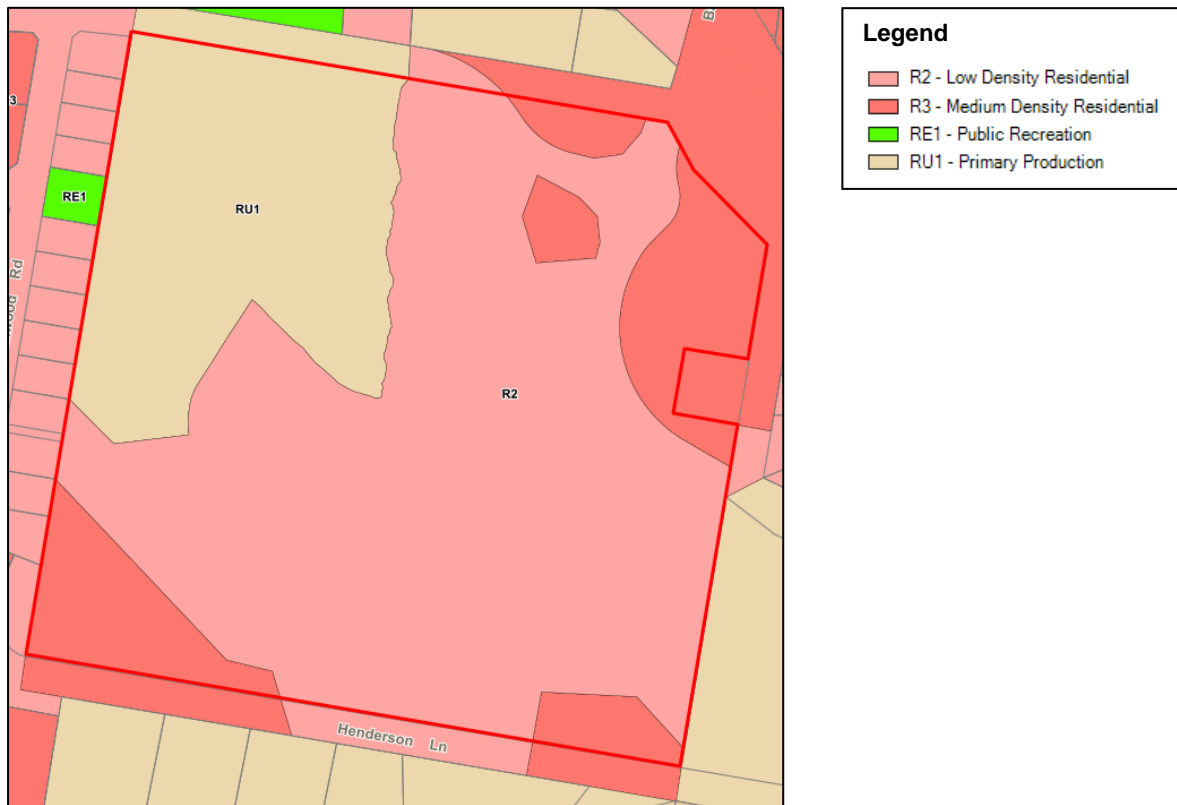 3
RE1
RU1
Rd
R2
Henderson Ln
Legend
R2 - Low Density Residential
R3 - Medium Density Residential
RE1 - Public Recreation
RU1 - Primary Production